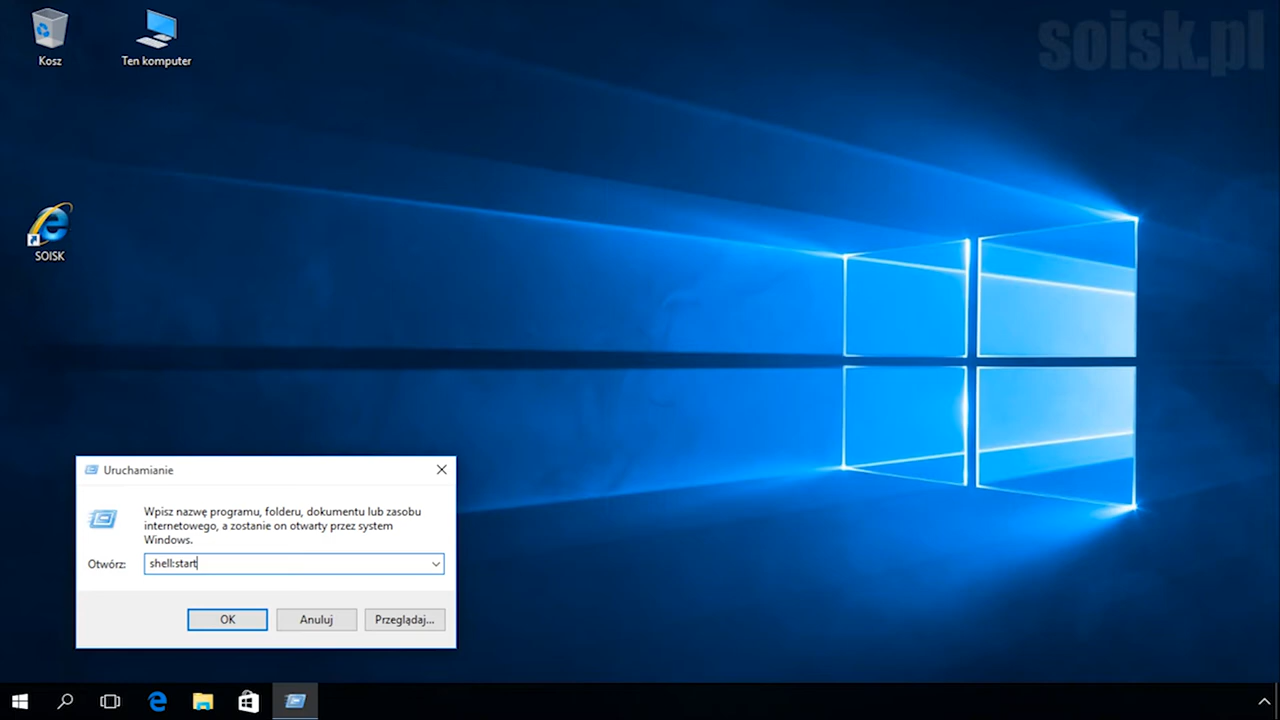 soisk.pl
Kosz
Ten komputer
SOISK
Uruchamianie
Wpisz nazwę programu, folderu, dokumentu lub zasobu
internetowego, a zostanie on otwarty przez system
Windows.
Otwórz:
shell:start
OK
Anuluj
Przeglądaj...